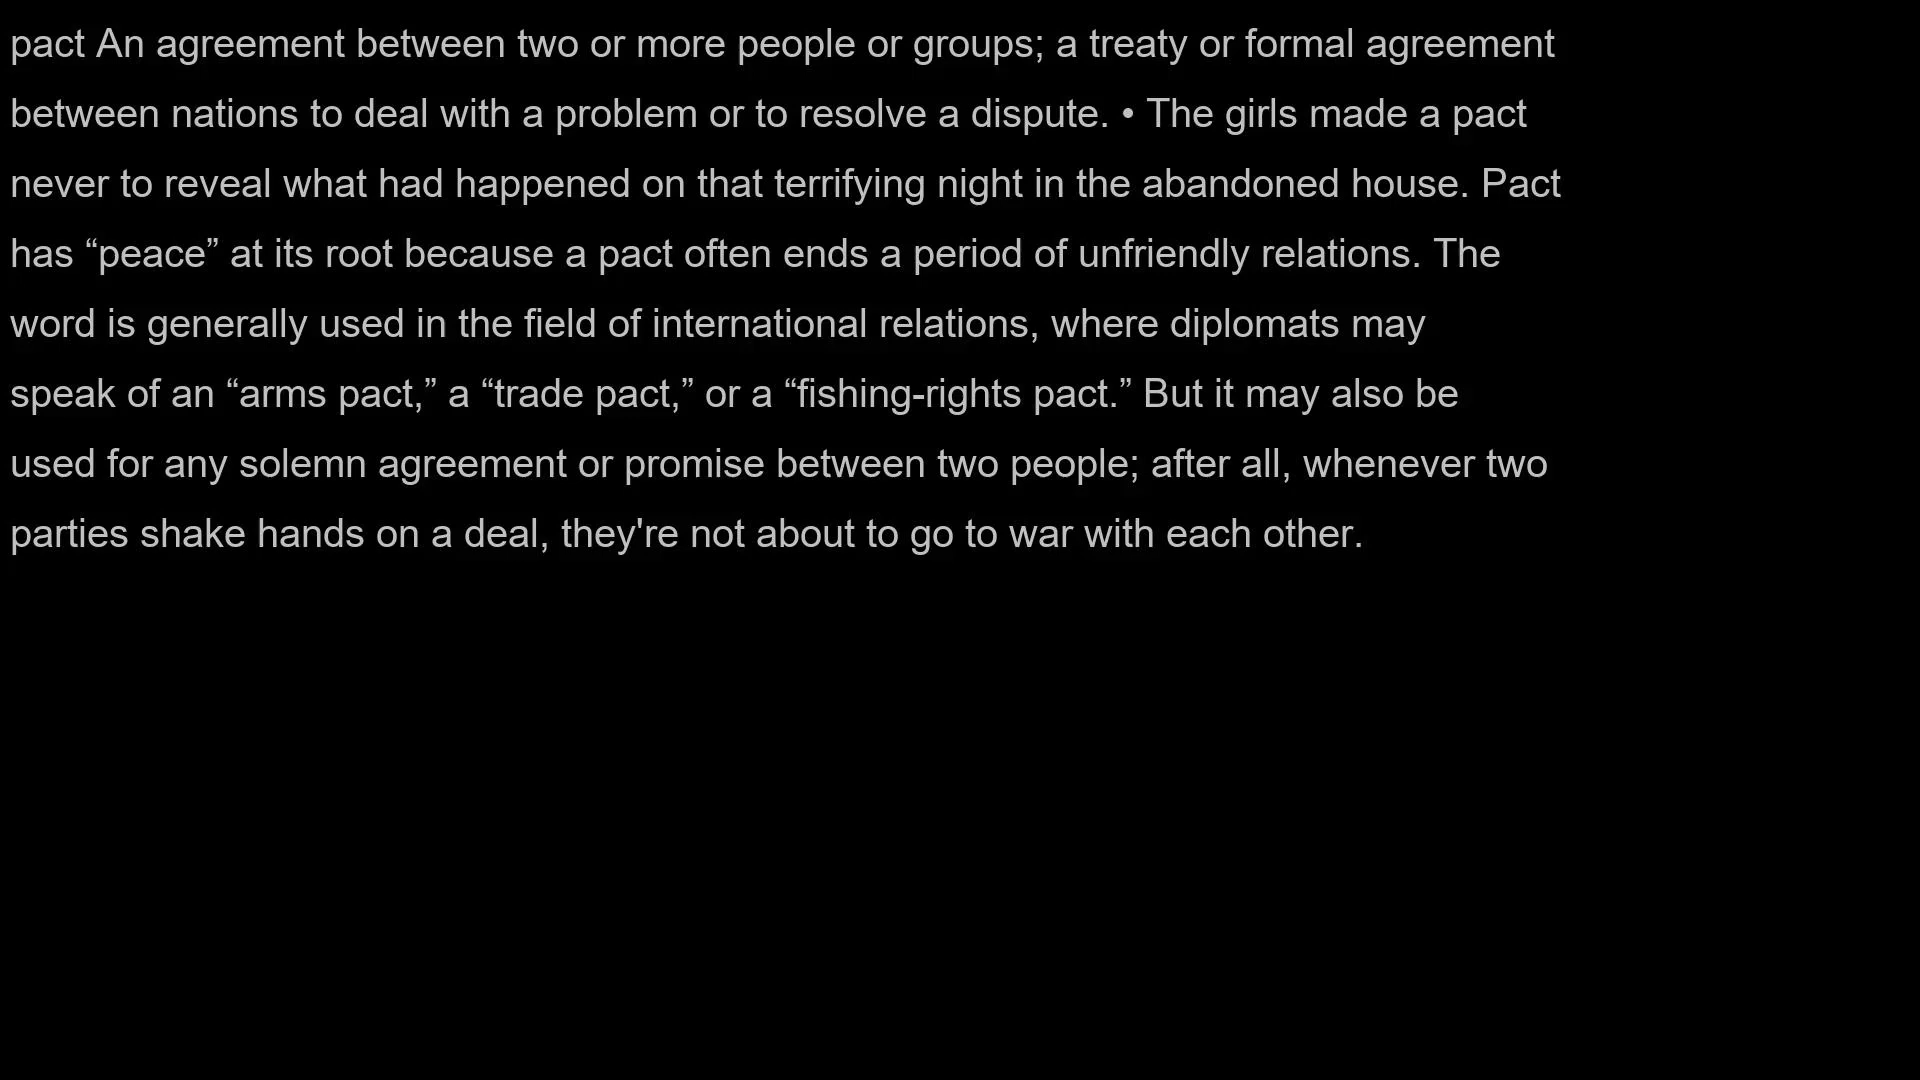 pact An agreement between two or more people or groups; a treaty or formal agreement
between nations to deal with a problem or to resolve a dispute. • The girls made a pact
never to reveal what had happened on that terrifying night in the abandoned house. Pact
has “peace” at its root because a pact often ends a period of unfriendly relations. The
word is generally used in the field of international relations, where diplomats may
speak of an “arms pact,” a “trade pact,” or a “fishing-rights pact.” But it may also be
used for any solemn agreement or promise between two people; after all, whenever two
parties shake hands on a deal, they're not about to go to war with each other.